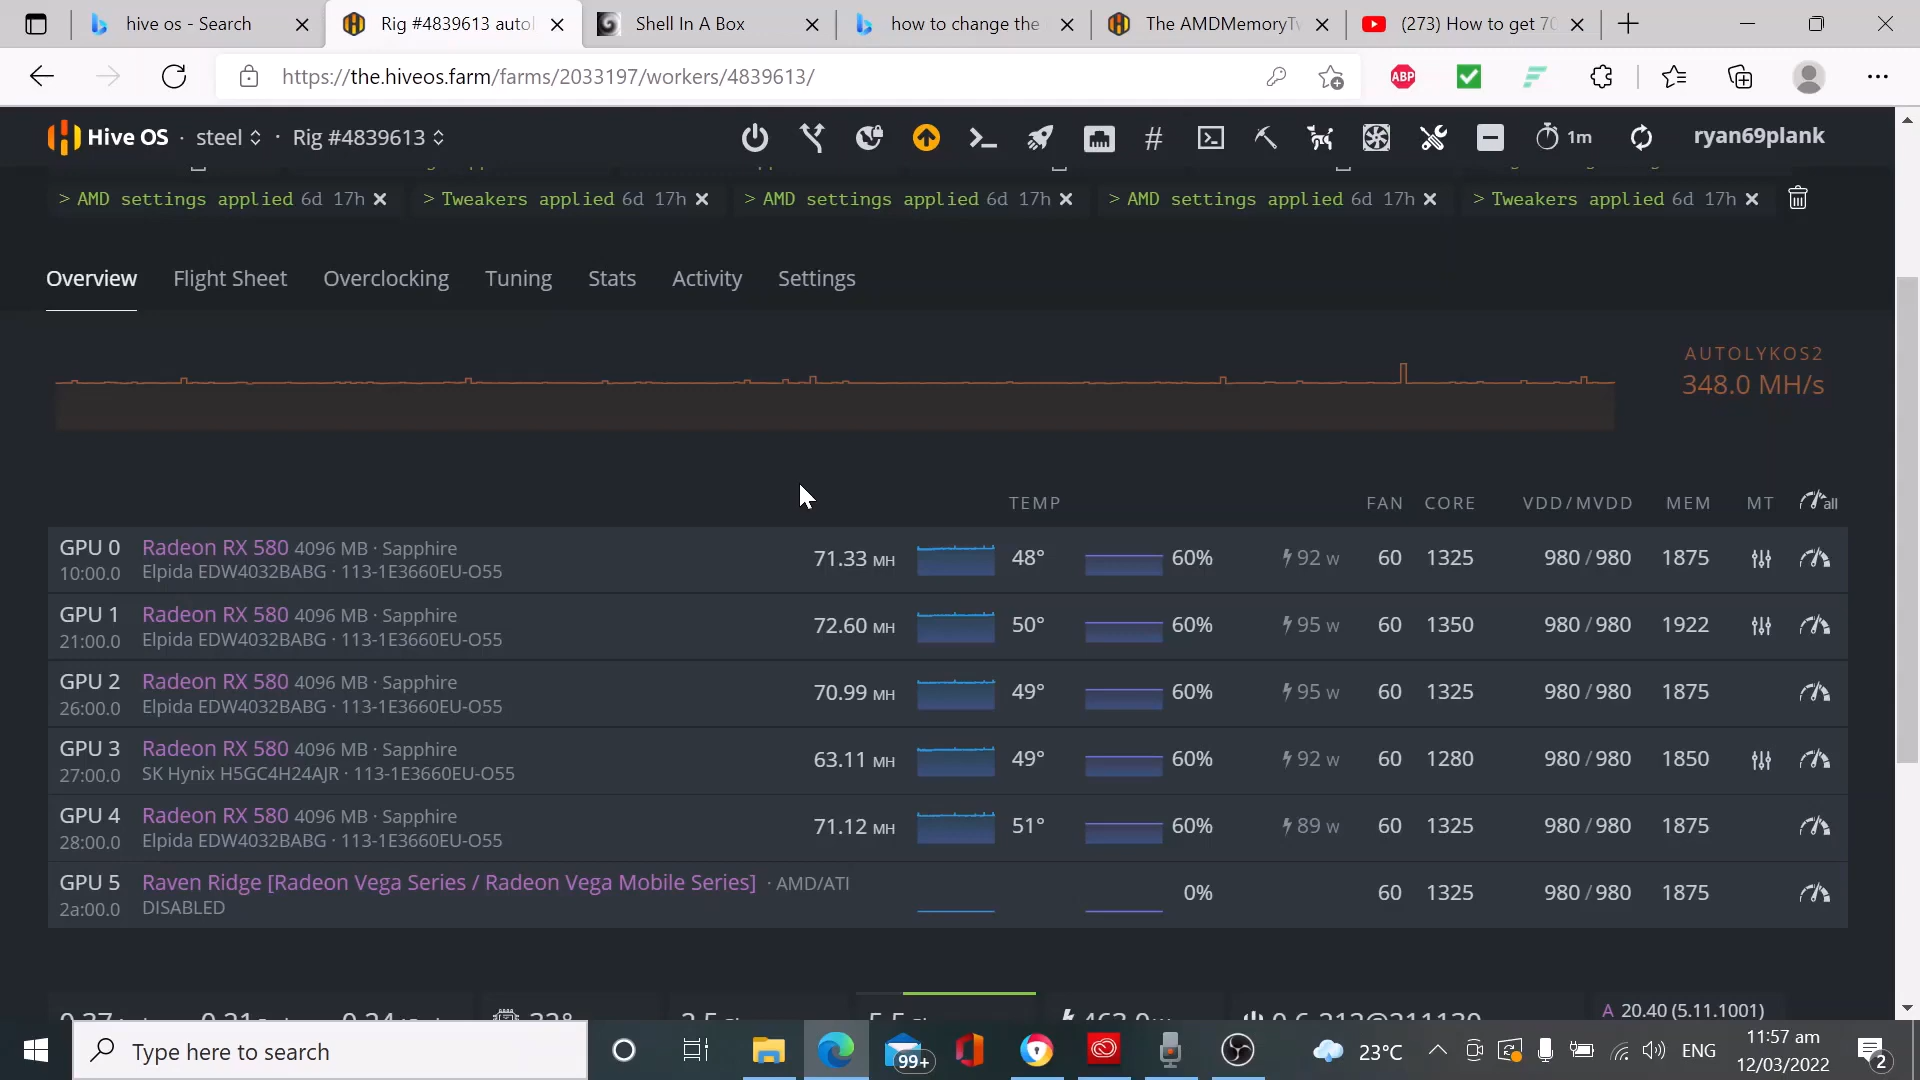 hive os - Search
Rig #4839613 autol
Shell In A Box
how to change the
The AMDMemoryTw
(273) How to get 70
https://the.hiveos.farm/farms/2033197/workers/4839613/
ABP
Hive OS · steel · Rig #4839613
# 1m
ryan69plank
> AMD settings applied 6d 17h × > Tweakers applied 6d 17h × > AMD settings applied 6d 17h × > AMD settings applied 6d 17h × > Tweakers applied 6d 17h ×
Overview Flight Sheet Overclocking Tuning Stats Activity Settings
AUTOLYKOS2
348.0 MH/s
TEMP FAN CORE VDD/MVDD MEM MT all
GPU 0 Radeon RX 580 4096 MB · Sapphire 71.33 MH 48° 60% 92 W 60 1325 980/980 1875
10:00.0 Elpida EDW4032BABG · 113-1E3660EU-O55
GPU 1 Radeon RX 580 4096 MB · Sapphire 72.60 MH 50° 60% 95 W 60 1350 980/980 1922
21:00.0 Elpida EDW4032BABG · 113-1E3660EU-O55
GPU 2 Radeon RX 580 4096 MB · Sapphire 70.99 MH 49° 60% 95 W 60 1325 980/980 1875
26:00.0 Elpida EDW4032BABG · 113-1E3660EU-O55
GPU 3 Radeon RX 580 4096 MB · Sapphire 63.11 MH 49° 60% 92 W 60 1280 980/980 1850
27:00.0 SK Hynix H5GC4H24AJR · 113-1E3660EU-O55
GPU 4 Radeon RX 580 4096 MB · Sapphire 71.12 MH 51° 60% 89 W 60 1325 980/980 1875
28:00.0 Elpida EDW4032BABG · 113-1E3660EU-O55
GPU 5 Raven Ridge [Radeon Vega Series / Radeon Vega Mobile Series] · AMD/ATI 0% 60 1325 980/980 1875
2a:00.0 DISABLED
A 20.40 (5.11.1001)
Type here to search
99+
23°C
ENG
11:57 am
12/03/2022
2